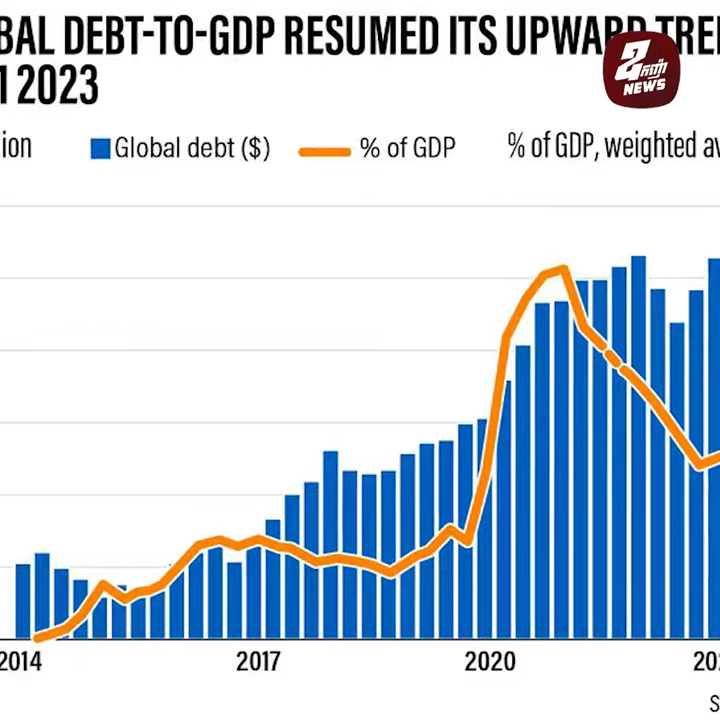 BAL DEBT-TO-GDP RESUMED ITS UPWARD TRE
1 2023
NEWS
ion
Global debt ($)
% of GDP
% of GDP, weighted av
2014
2017
2020
202
S